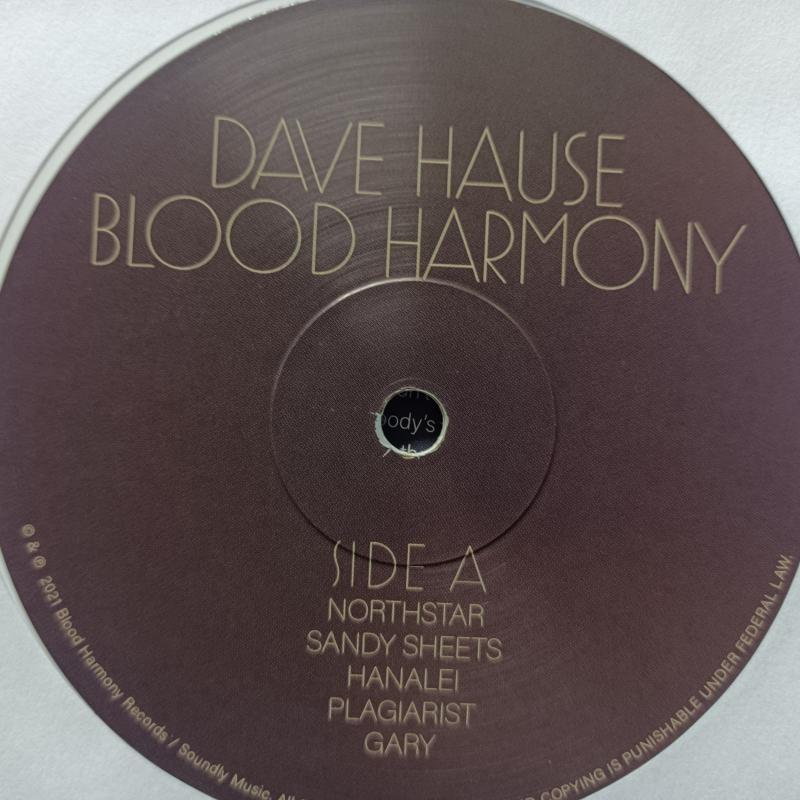 DAVE HAUSE
BLOOD HARMONY
ody's
SIDE A
NORTHSTAR
SANDY SHEETS
HANALEI
PLAGIARIST
GARY
© & ℗ 2021 Blood Harmony Records / Soundly Music. All
COPYING IS PUNISHABLE UNDER FEDERAL LAW.